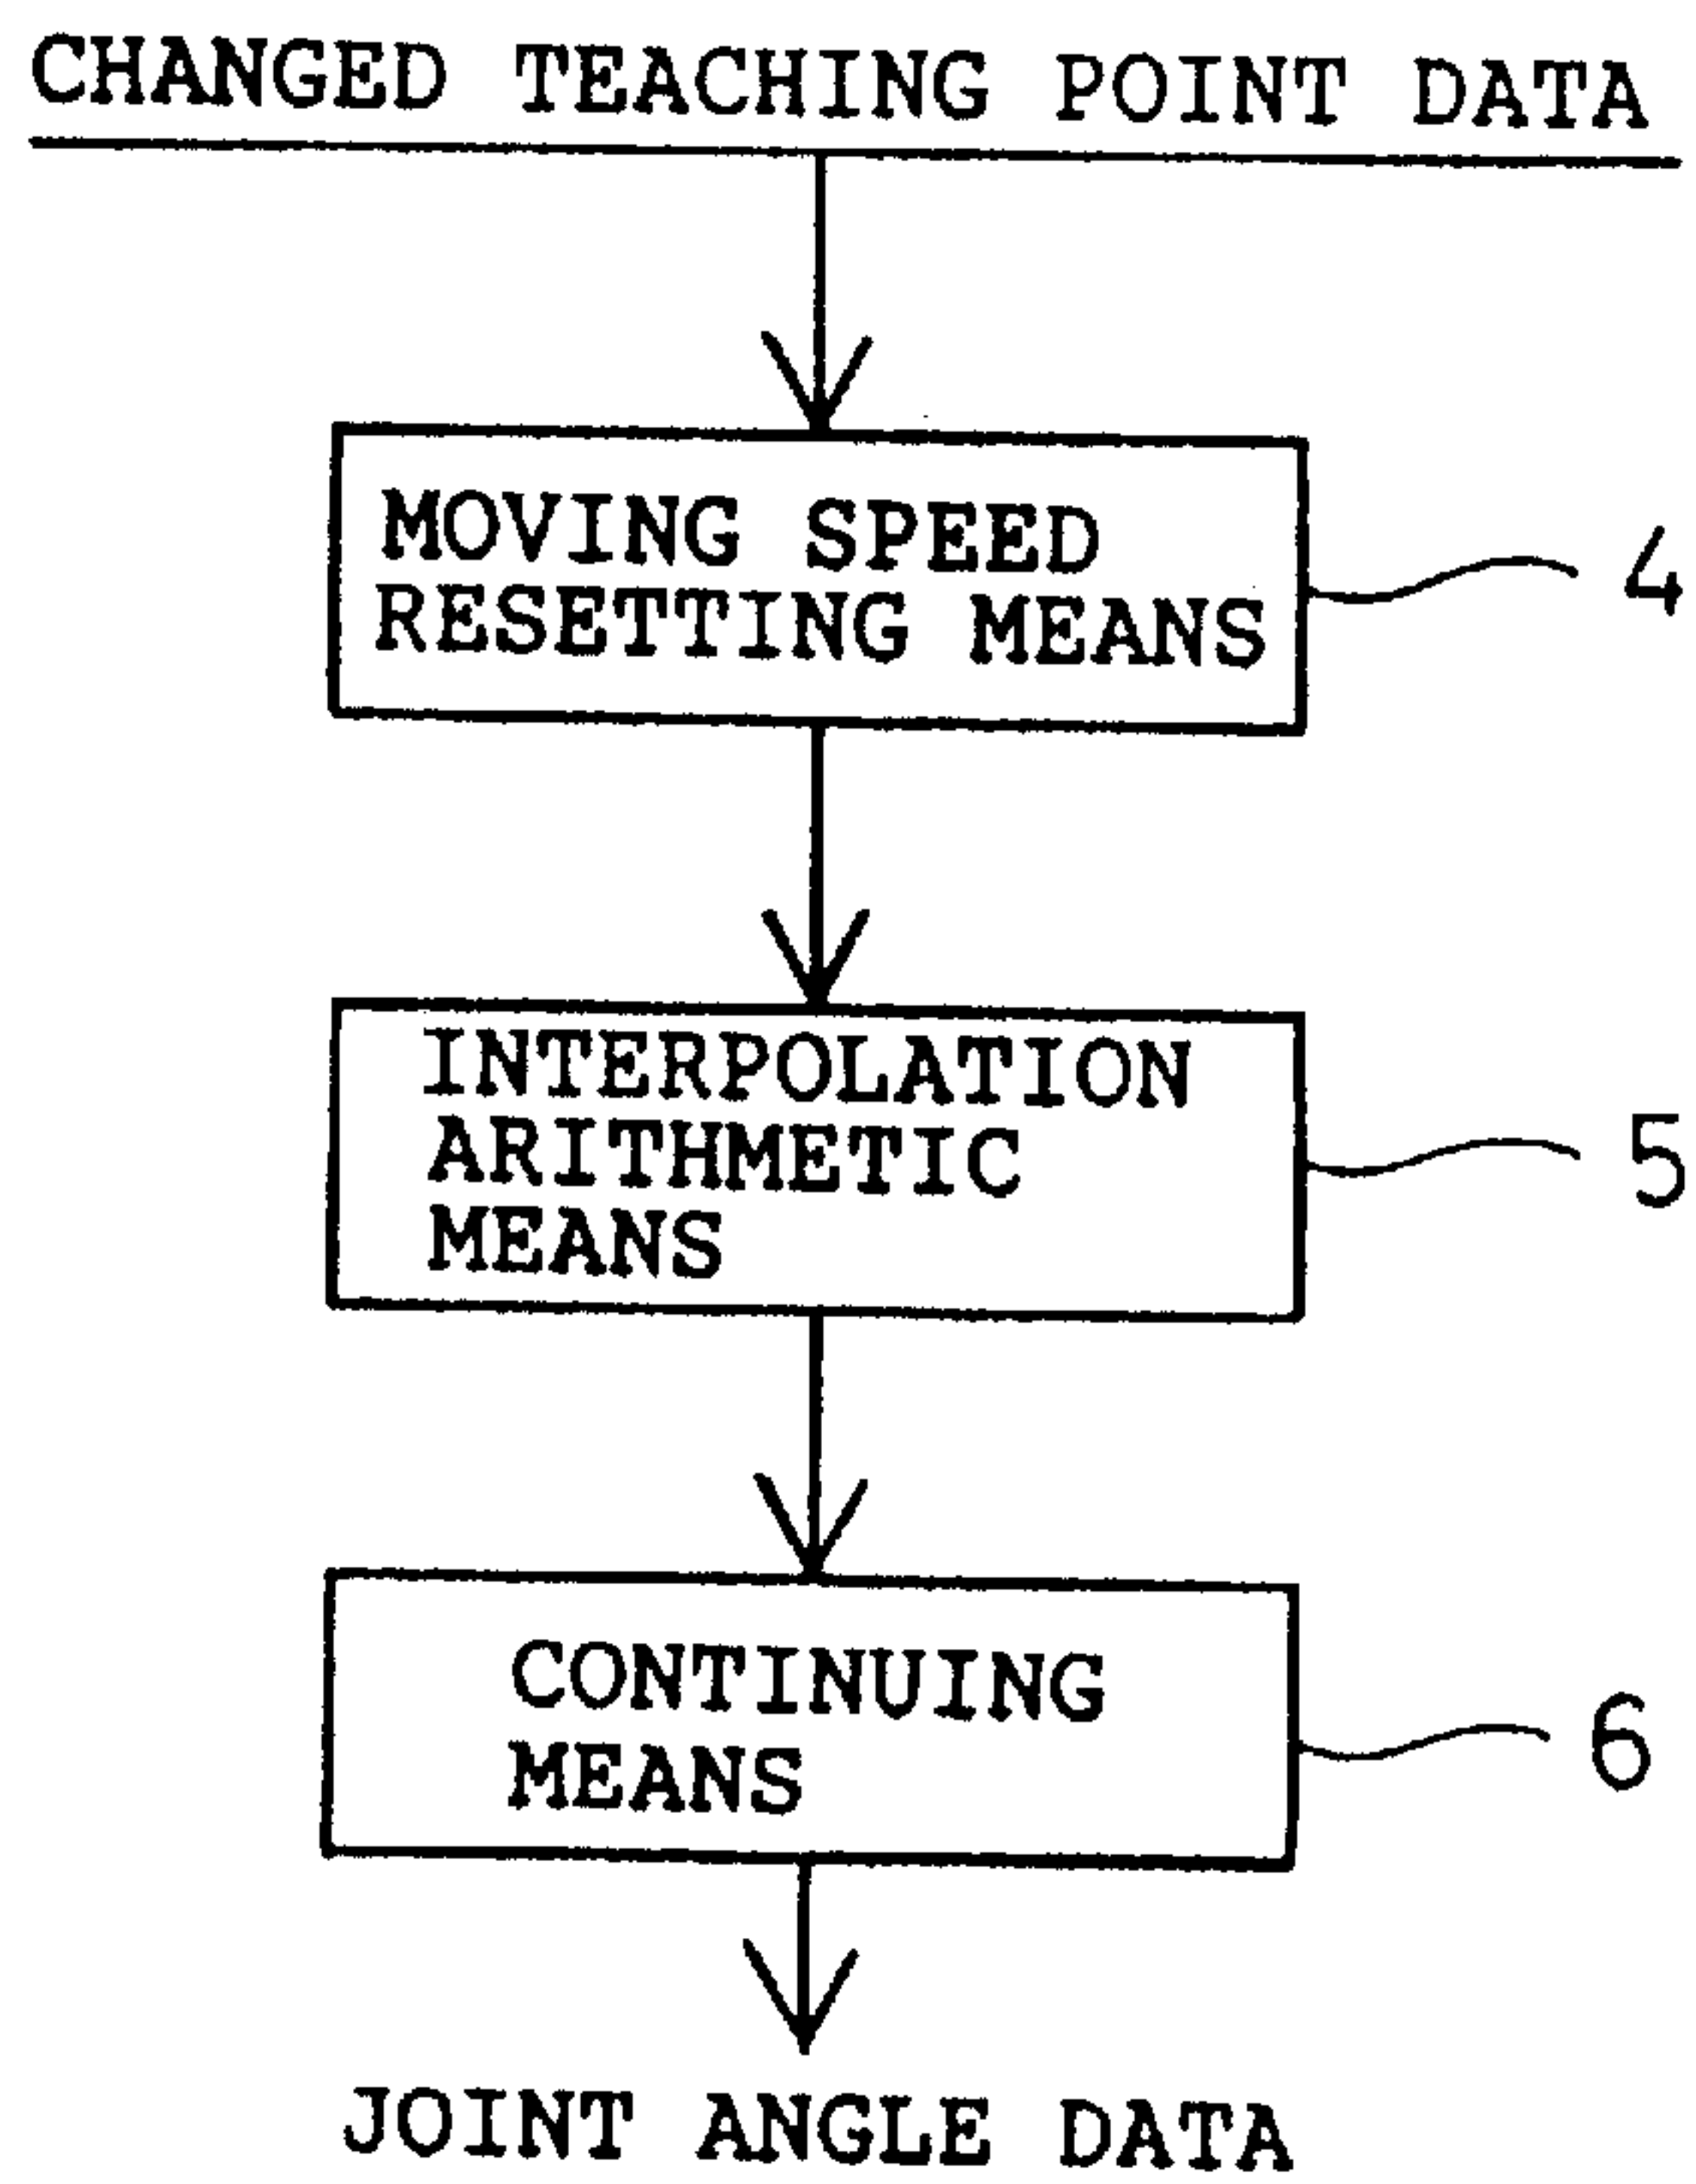 CHANGED TEACHING POINT DATA
MOVING SPEED
RESETTING MEANS
4
INTERPOLATION
ARITHMETIC
MEANS
5
CONTINUING
MEANS
6
JOINT ANGLE DATA